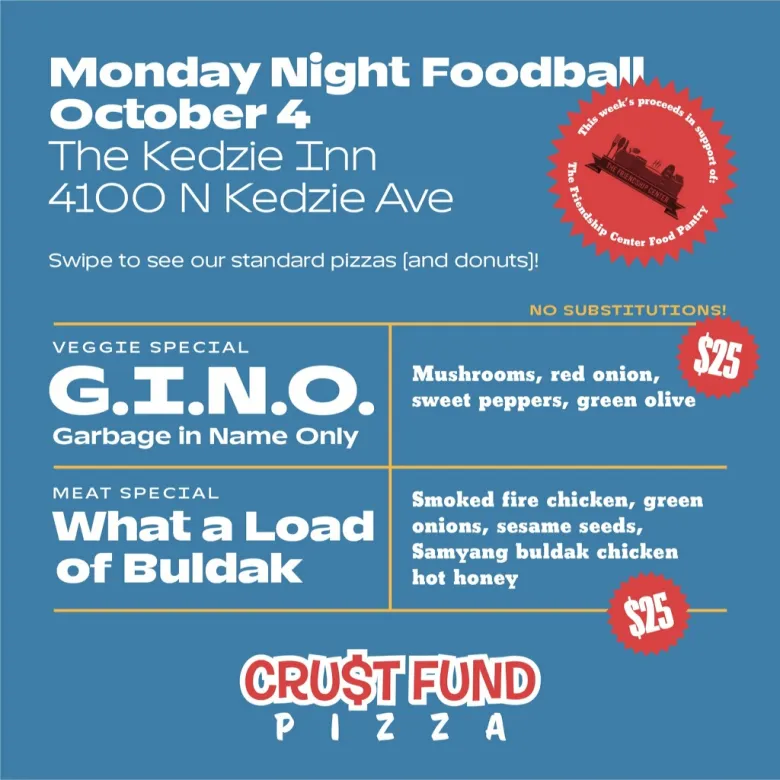 Monday Night Foodball
October 4
The Kedzie Inn
4100 N Kedzie Ave
This week's proceeds in support of:
THE FRIENDSHIP CENTER
The Friendship Center Food Pantry
Swipe to see our standard pizzas (and donuts)!
NO SUBSTITUTIONS!
VEGGIE SPECIAL
G.I.N.O.
Garbage in Name Only
Mushrooms, red onion,
sweet peppers, green olive
$25
MEAT SPECIAL
What a Load
of Buldak
Smoked fire chicken, green
onions, sesame seeds,
Samyang buldak chicken
hot honey
$25
CRU$T FUND
PIZZA